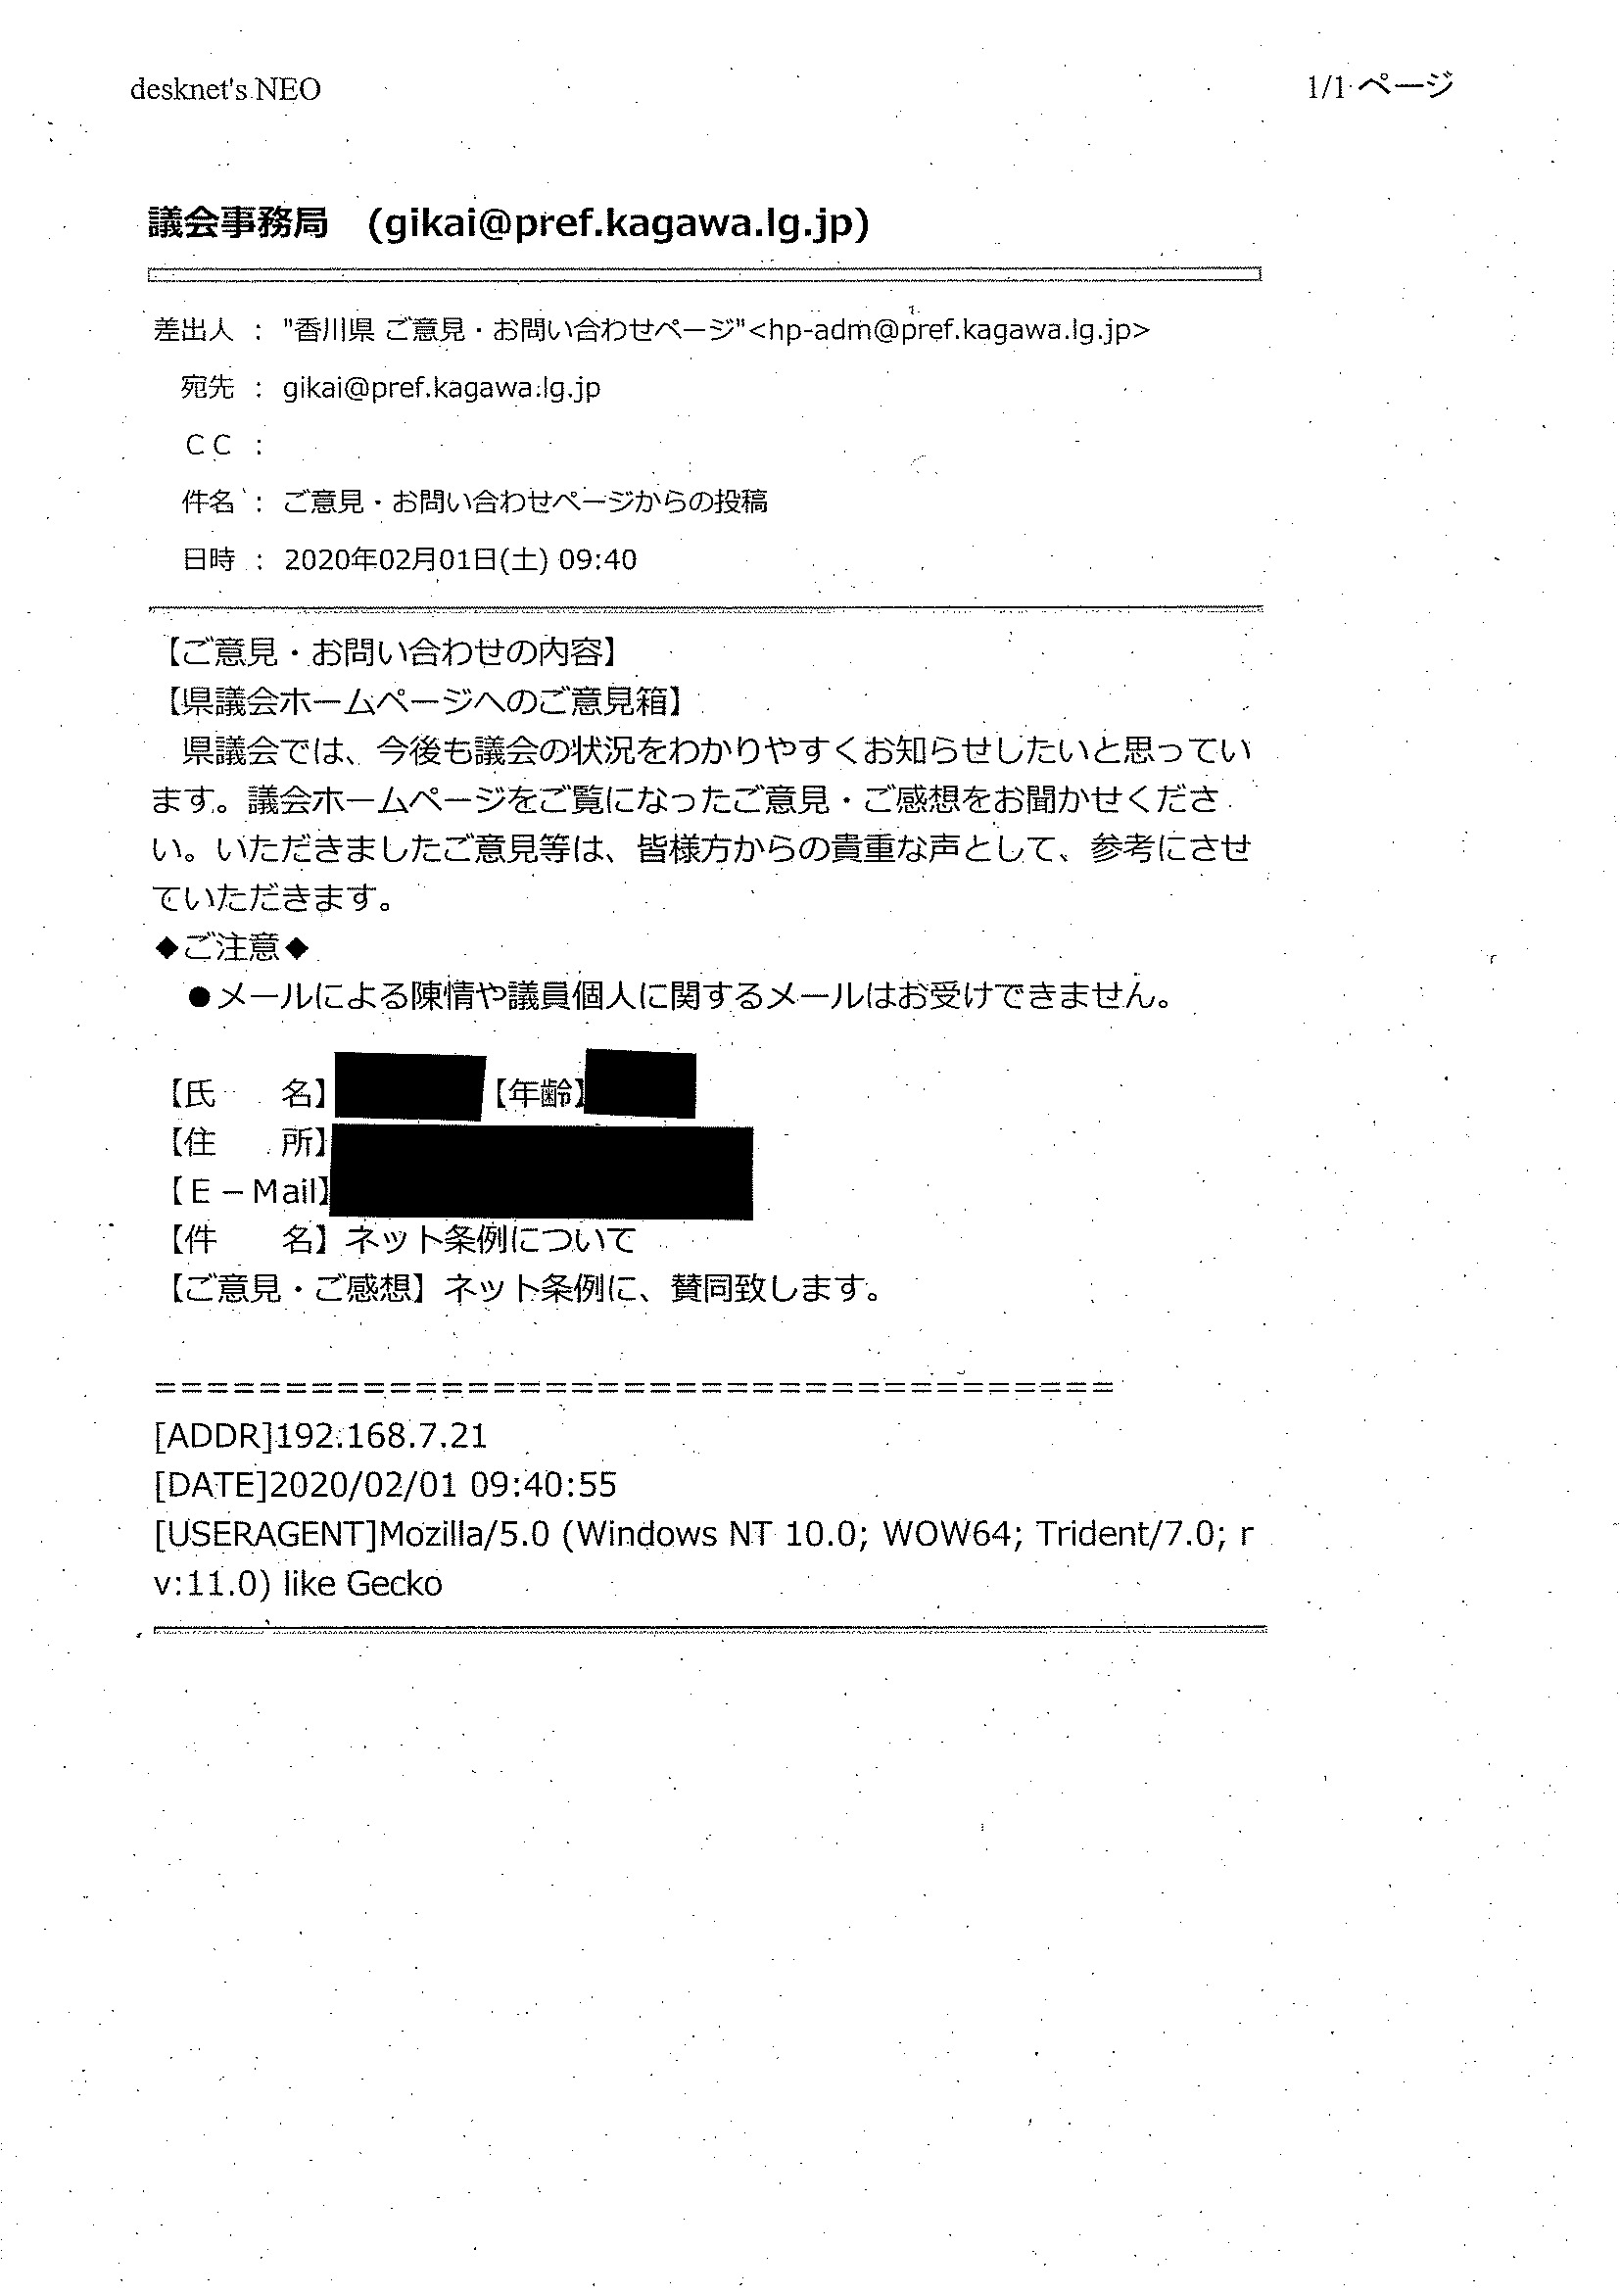 desknet's NEO 1/1 ページ
議会事務局　(gikai@pref.kagawa.lg.jp)
差出人 ： "香川県 ご意見・お問い合わせページ"<hp-adm@pref.kagawa.lg.jp>
宛先 ： gikai@pref.kagawa.lg.jp
ＣＣ ：
件名 ： ご意見・お問い合わせページからの投稿
日時 ： 2020年02月01日(土) 09:40
【ご意見・お問い合わせの内容】
【県議会ホームページへのご意見箱】
　県議会では、今後も議会の状況をわかりやすくお知らせしたいと思ってい
ます。議会ホームページをご覧になったご意見・ご感想をお聞かせくださ
い。いただきましたご意見等は、皆様方からの貴重な声として、参考にさせ
ていただきます。
◆ご注意◆
　●メールによる陳情や議員個人に関するメールはお受けできません。
【氏　　名】【年齢】
【住　　所】
【Ｅ－Mail】
【件　　名】ネット条例について
【ご意見・ご感想】ネット条例に、賛同致します。
=====================================
[ADDR]192.168.7.21
[DATE]2020/02/01 09:40:55
[USERAGENT]Mozilla/5.0 (Windows NT 10.0; WOW64; Trident/7.0; r
v:11.0) like Gecko